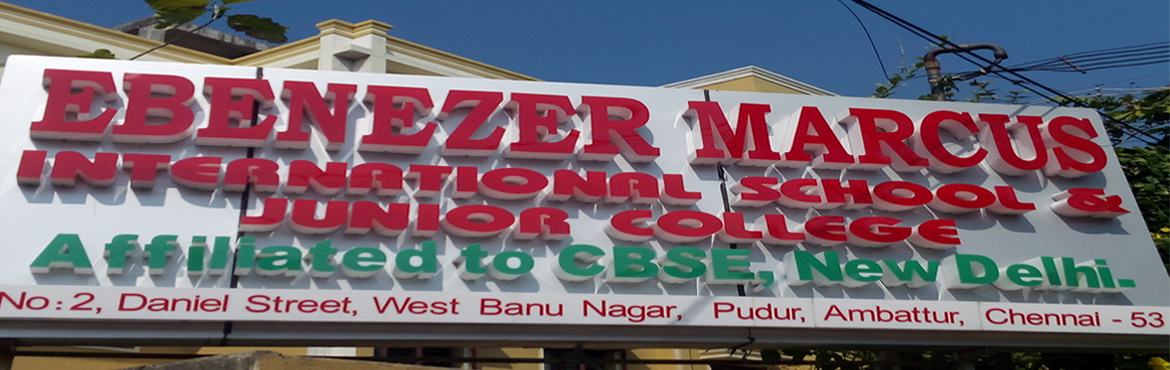 EBENEZER MARCUS
INTERNATIONAL SCHOOL &
JUNIOR COLLEGE
Affiliated to CBSE, New Delhi.
No : 2, Daniel Street, West Banu Nagar, Pudur, Ambattur, Chennai - 53